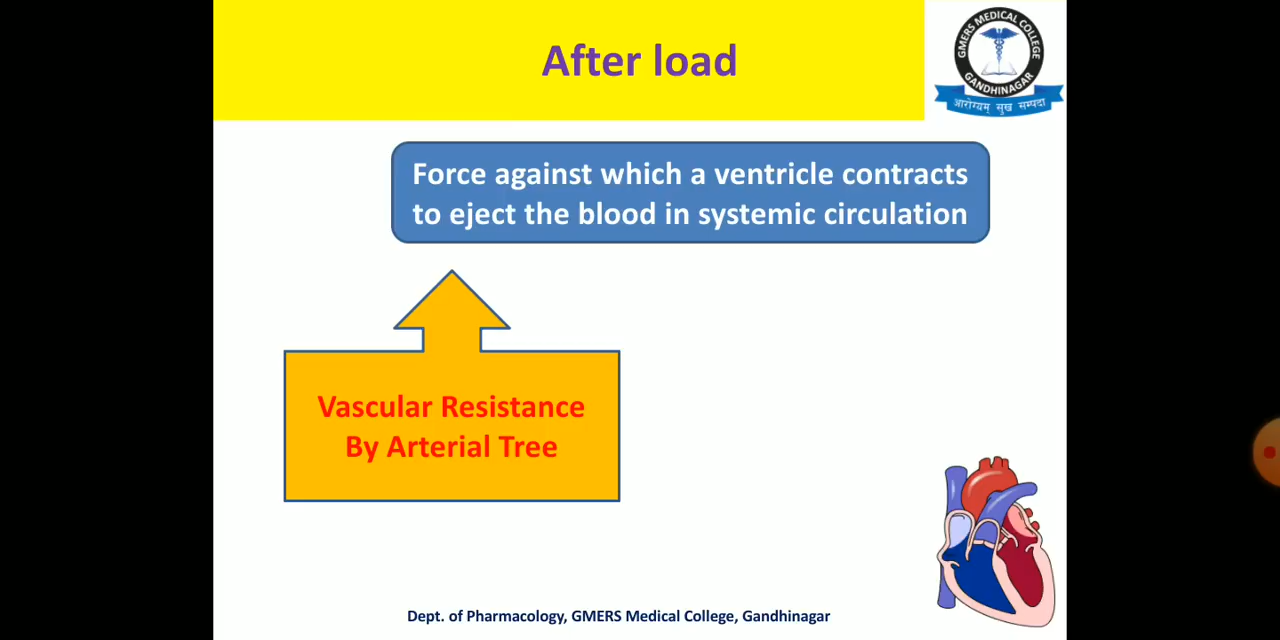 After load
GMERS MEDICAL COLLEGE
GANDHINAGAR
आरोग्यम् सुख सम्पदा
Force against which a ventricle contracts
to eject the blood in systemic circulation
Vascular Resistance
By Arterial Tree
Dept. of Pharmacology, GMERS Medical College, Gandhinagar